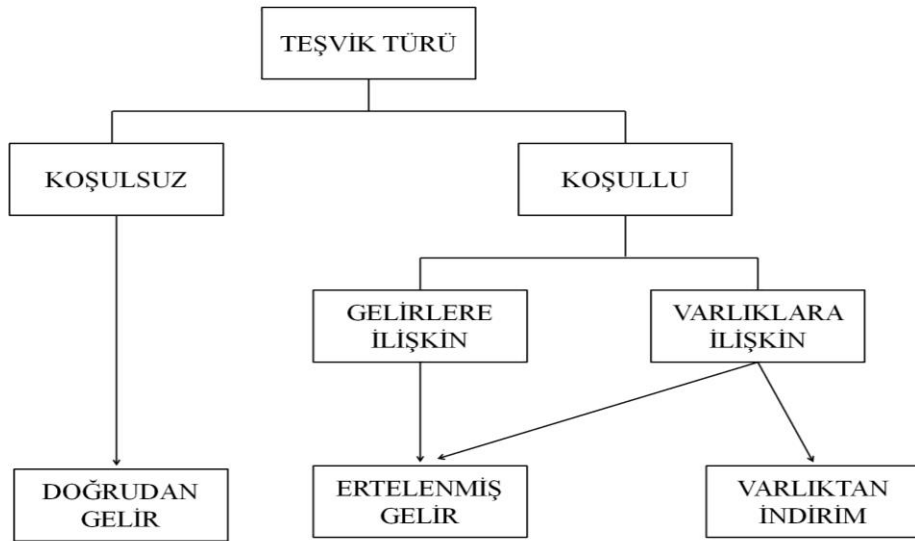 TEŞVİK TÜRÜ
KOŞULSUZ
KOŞULLU
GELİRLERE
İLİŞKİN
VARLIKLARA
İLİŞKİN
DOĞRUDAN
GELİR
ERTELENMİŞ
GELİR
VARLIKTAN
İNDİRİM